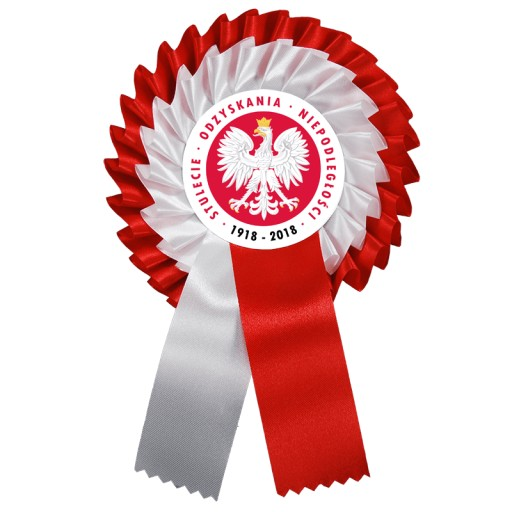 STULECIE · ODZYSKANIA · NIEPODLEGŁOŚCI ·
1918 - 2018